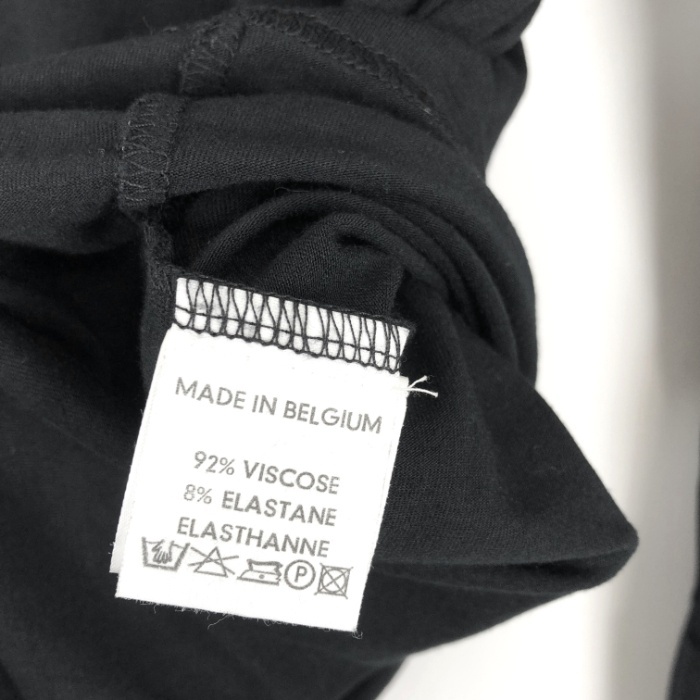 MADE IN BELGIUM
92% VISCOSE
8% ELASTANE
ELASTHANNE
P